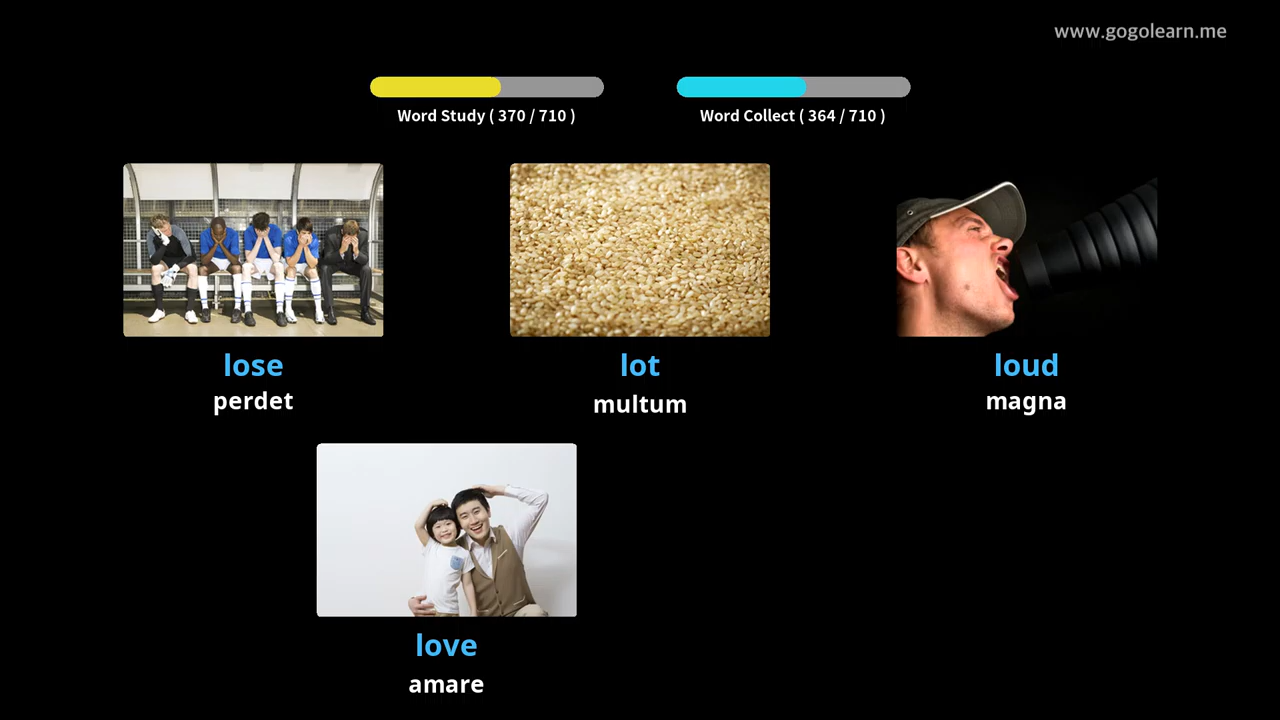 www.gogolearn.me
Word Study ( 370 / 710 )
Word Collect ( 364 / 710 )
lose
perdet
lot
multum
loud
magna
love
amare